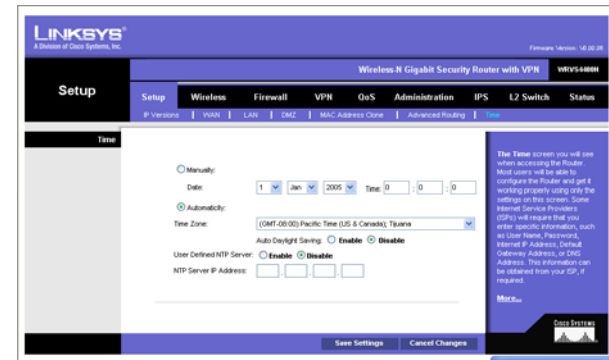 LINKSYS®
A Division of Cisco Systems, Inc.
Firmware Version: V0.00.08
Wireless-N Gigabit Security Router with VPN WRVS4400N
Setup
Setup Wireless Firewall VPN QoS Administration IPS L2 Switch Status
IP Versions | WAN | LAN | DMZ | MAC Address Clone | Advanced Routing | Time
Time
Manually:
Date: 1 Jan 2005 Time: 0 : 0 : 0
Automaticlly:
Time Zone: (GMT-08:00) Pacific Time (US & Canada); Tijuana
Auto Daylight Saving: Enable Disable
User Defined NTP Server: Enable Disable
NTP Server IP Address: . . .
The Time screen you will see
when accessing the Router.
Most users will be able to
configure the Router and get it
working properly using only the
settings on this screen. Some
Internet Service Providers
(ISPs) will require that you
enter specific information, such
as User Name, Password,
Internet IP Address, Default
Gateway Address, or DNS
Address. This information can
be obtained from your ISP, if
required.
More...
Save Settings Cancel Changes
CISCO SYSTEMS